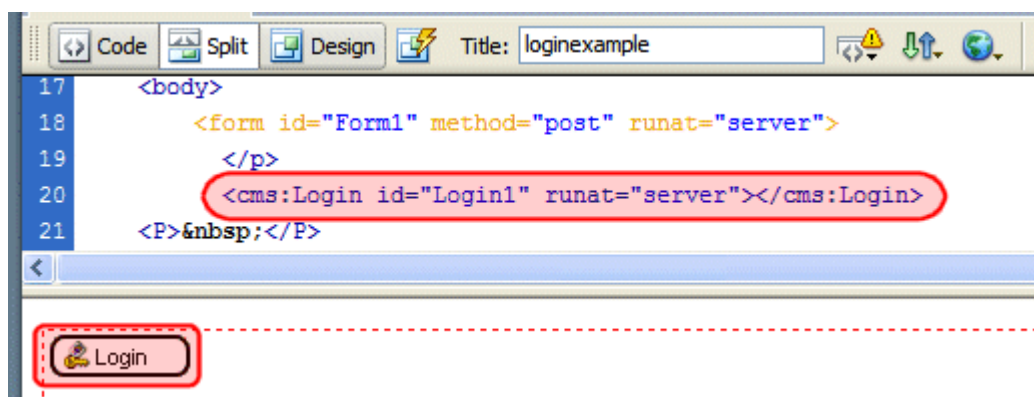 Code Split Design Title: loginexample
17 <body>
18 <form id="Form1" method="post" runat="server">
19 </p>
20 <cms:Login id="Login1" runat="server"></cms:Login>
21 <P>&nbsp;</P>
Login